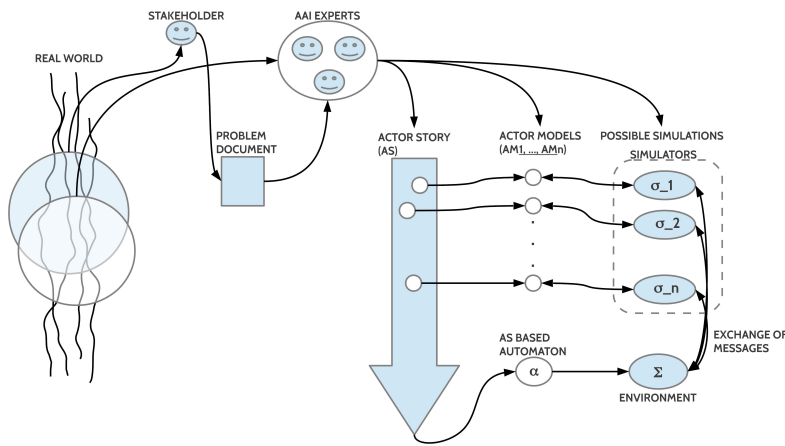 STAKEHOLDER
AAI EXPERTS
REAL WORLD
PROBLEM
DOCUMENT
ACTOR STORY
(AS)
ACTOR MODELS
(AM1, ..., AMn)
POSSIBLE SIMULATIONS
SIMULATORS
σ_1
σ_2
σ_n
AS BASED
AUTOMATON
α
Σ
ENVIRONMENT
EXCHANGE OF
MESSAGES